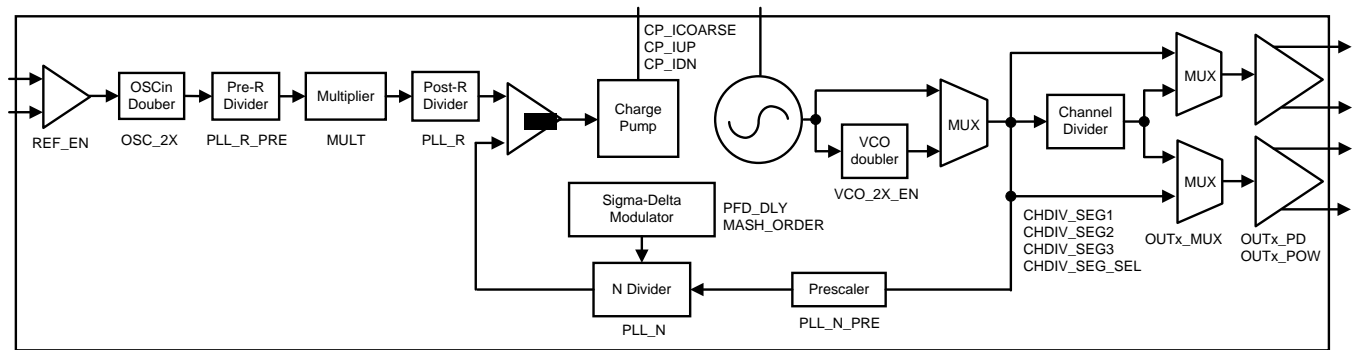 CP_ICOARSE
CP_IUP
CP_IDN
OSCin
Douber
Pre-R
Divider
Multiplier
Post-R
Divider
Charge
Pump
MUX
VCO
doubler
Channel
Divider
MUX
MUX
REF_EN
OSC_2X
PLL_R_PRE
MULT
PLL_R
VCO_2X_EN
Sigma-Delta
Modulator
PFD_DLY
MASH_ORDER
CHDIV_SEG1
CHDIV_SEG2
CHDIV_SEG3
CHDIV_SEG_SEL
OUTx_MUX
OUTx_PD
OUTx_POW
N Divider
Prescaler
PLL_N
PLL_N_PRE